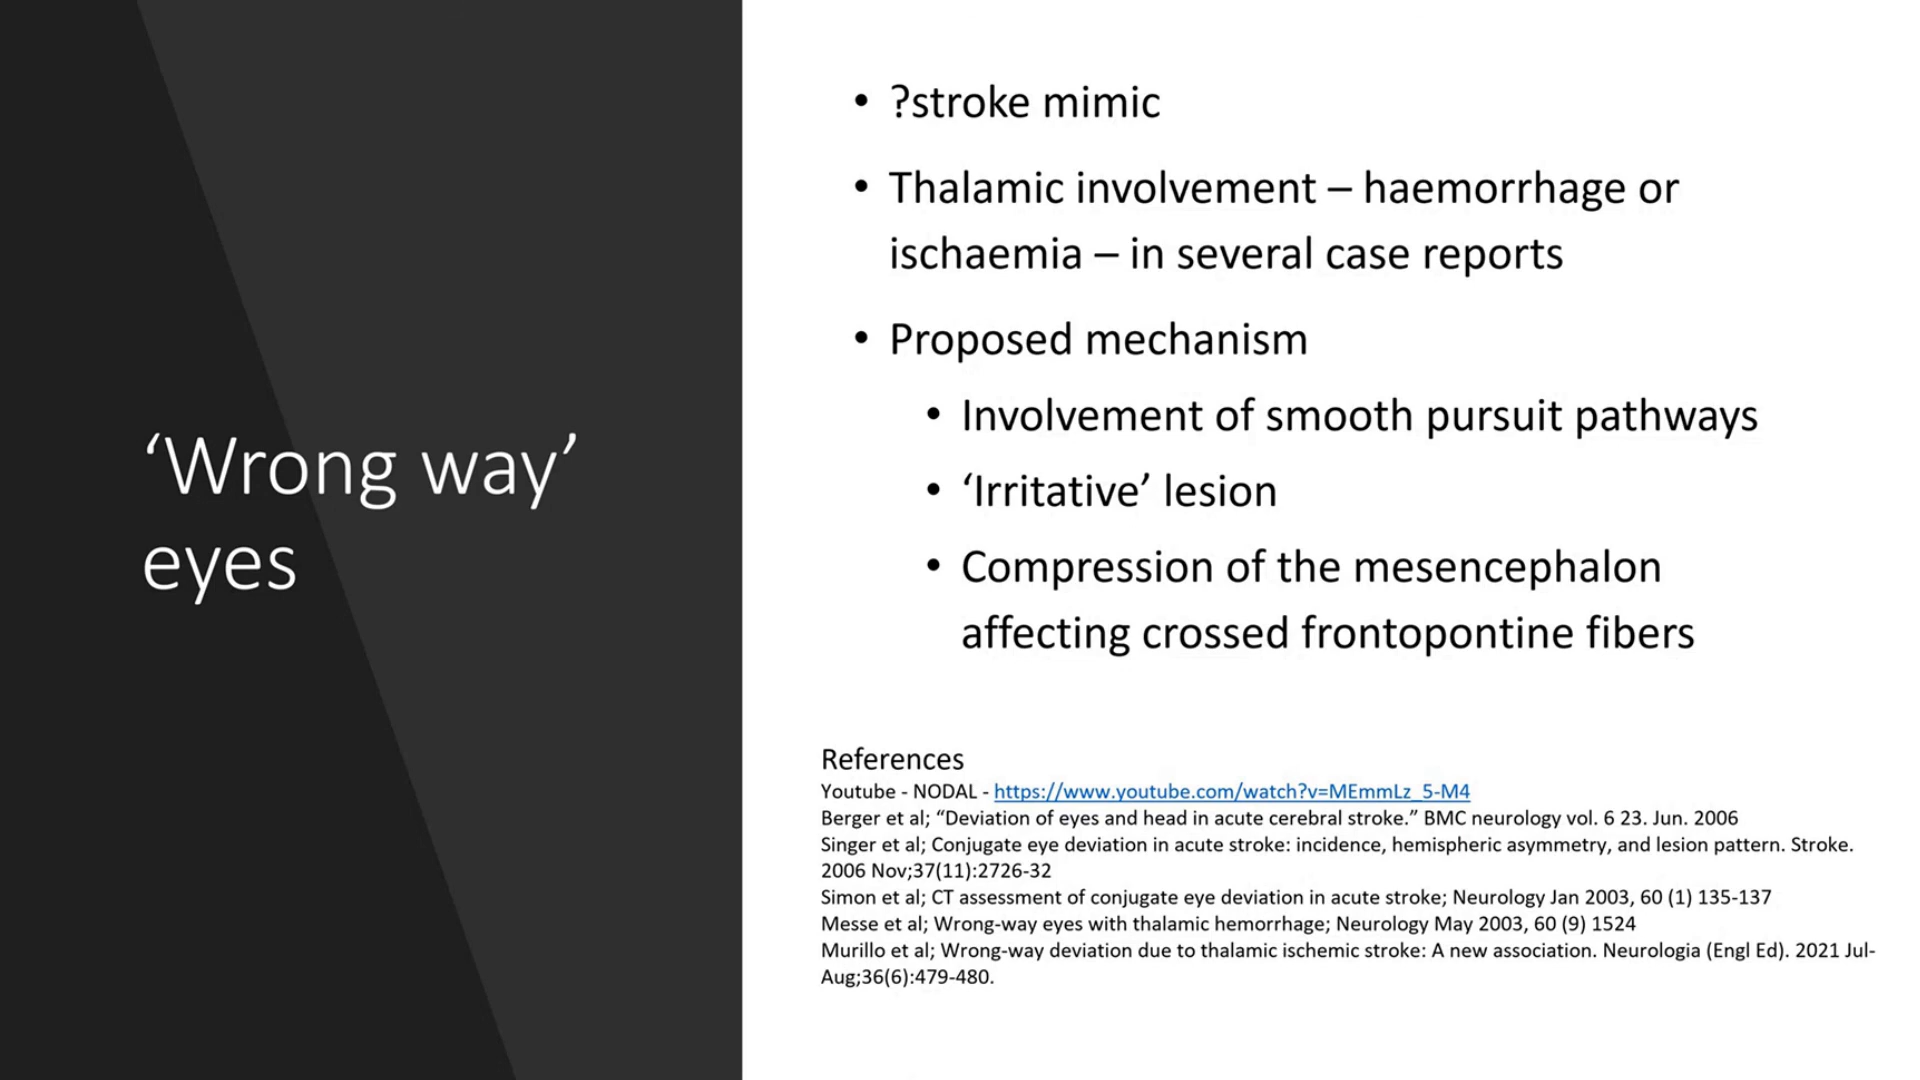 ‘Wrong way’
eyes
• ?stroke mimic
• Thalamic involvement – haemorrhage or
ischaemia – in several case reports
• Proposed mechanism
• Involvement of smooth pursuit pathways
• ‘Irritative’ lesion
• Compression of the mesencephalon
affecting crossed frontopontine fibers
References
Youtube - NODAL - https://www.youtube.com/watch?v=MEmmLz_5-M4
Berger et al; “Deviation of eyes and head in acute cerebral stroke.” BMC neurology vol. 6 23. Jun. 2006
Singer et al; Conjugate eye deviation in acute stroke: incidence, hemispheric asymmetry, and lesion pattern. Stroke.
2006 Nov;37(11):2726-32
Simon et al; CT assessment of conjugate eye deviation in acute stroke; Neurology Jan 2003, 60 (1) 135-137
Messe et al; Wrong-way eyes with thalamic hemorrhage; Neurology May 2003, 60 (9) 1524
Murillo et al; Wrong-way deviation due to thalamic ischemic stroke: A new association. Neurologia (Engl Ed). 2021 Jul-
Aug;36(6):479-480.